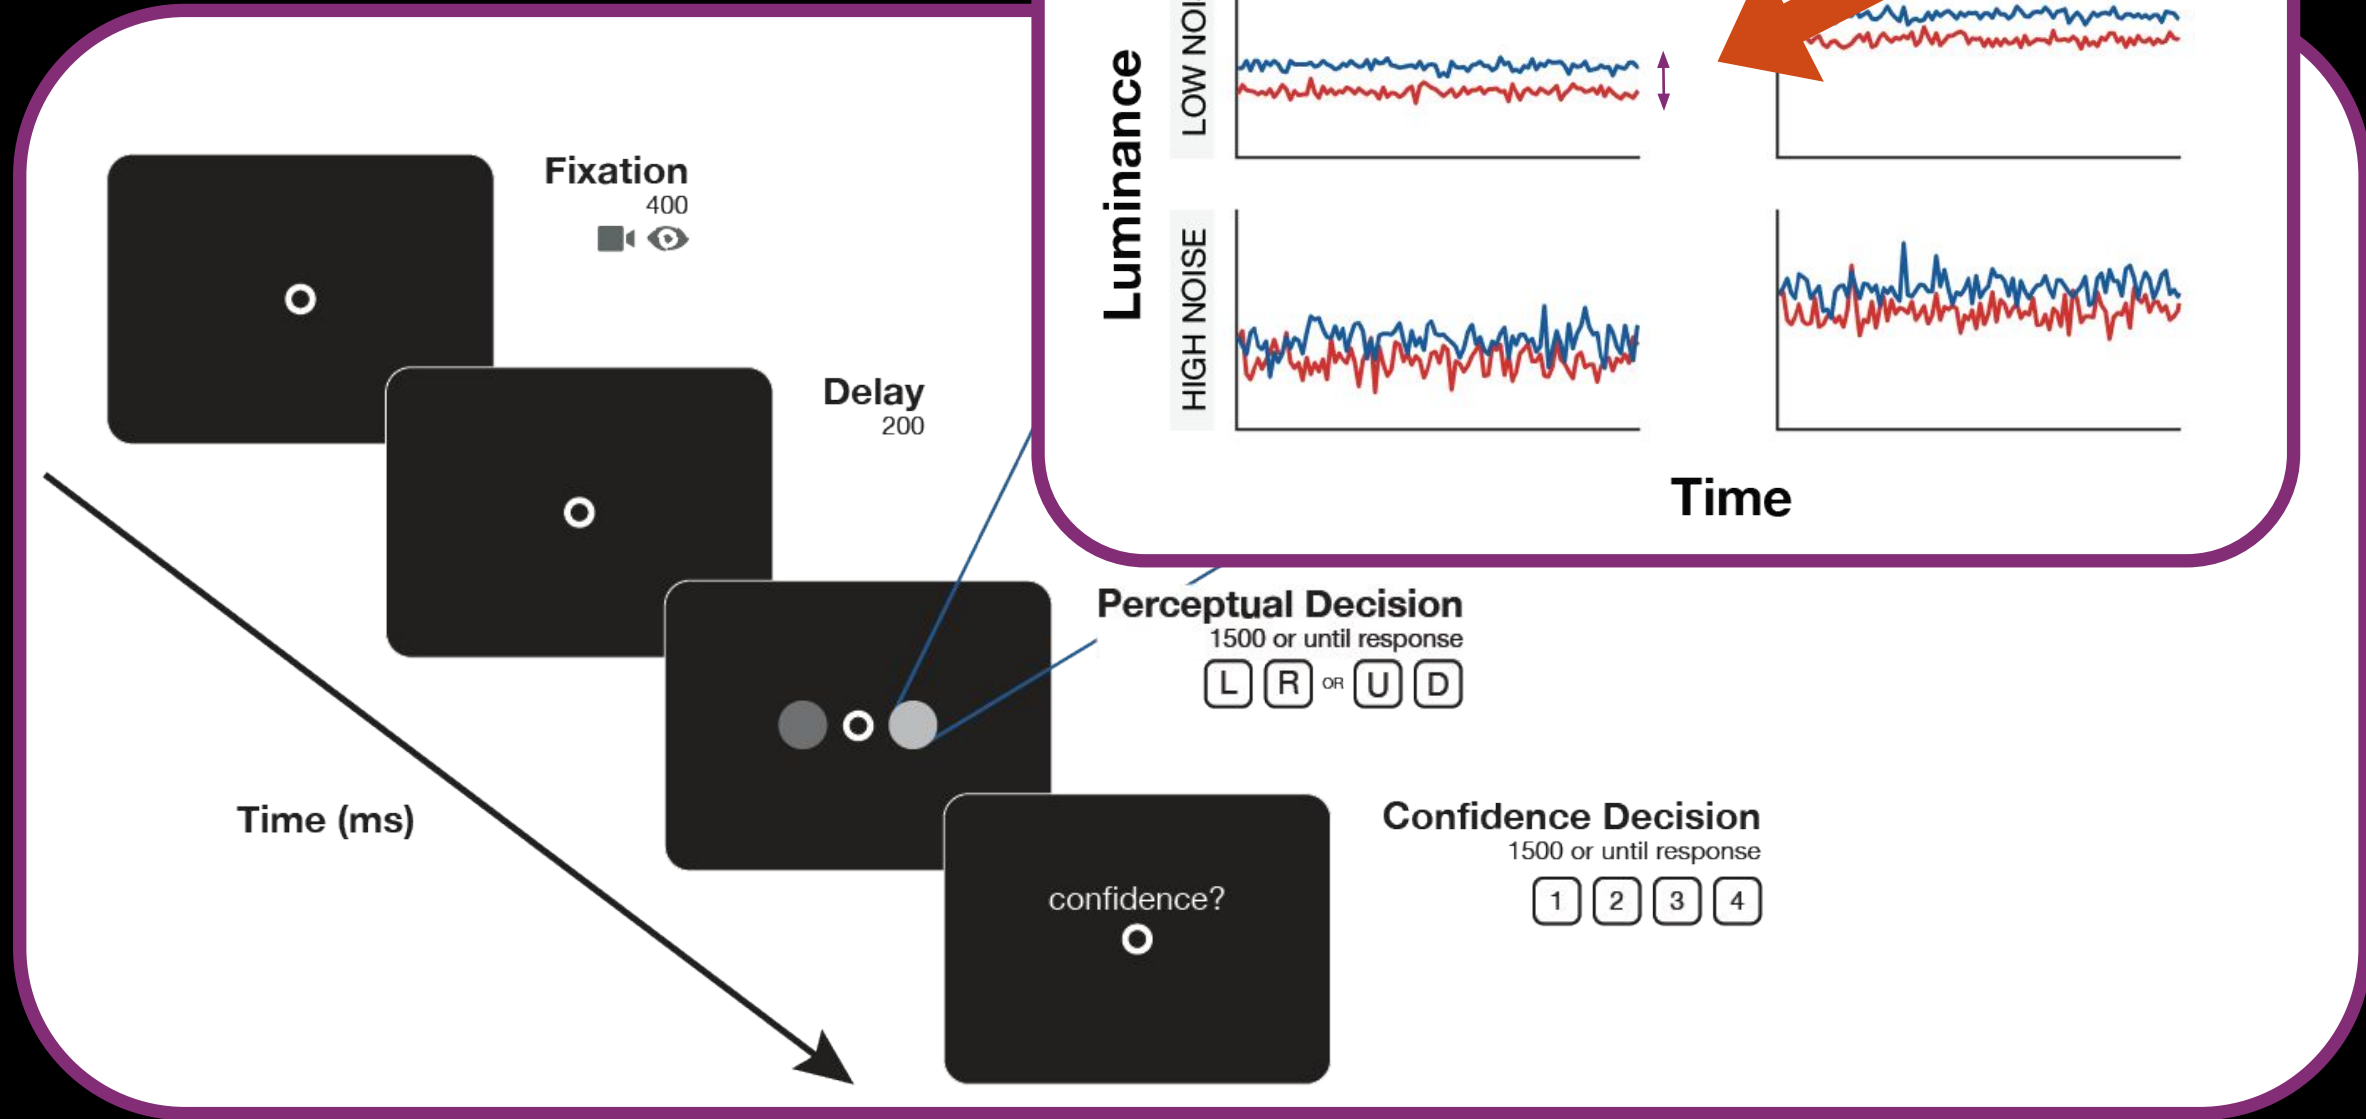 Fixation
400
Delay
200
Luminance
LOW NOI
HIGH NOISE
Time
Perceptual Decision
1500 or until response
L R OR U D
Time (ms)
confidence?
Confidence Decision
1500 or until response
1 2 3 4